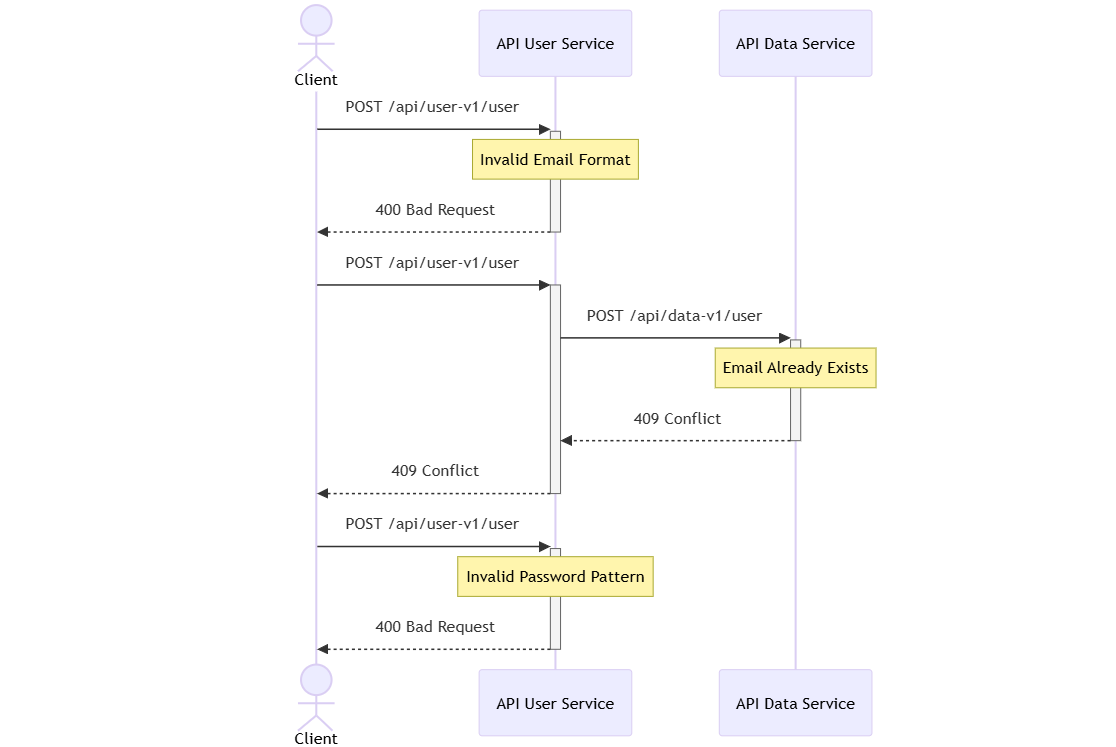 API User Service
API Data Service
Client
POST /api/user-v1/user
Invalid Email Format
400 Bad Request
POST /api/user-v1/user
POST /api/data-v1/user
Email Already Exists
409 Conflict
409 Conflict
POST /api/user-v1/user
Invalid Password Pattern
400 Bad Request
API User Service
API Data Service
Client